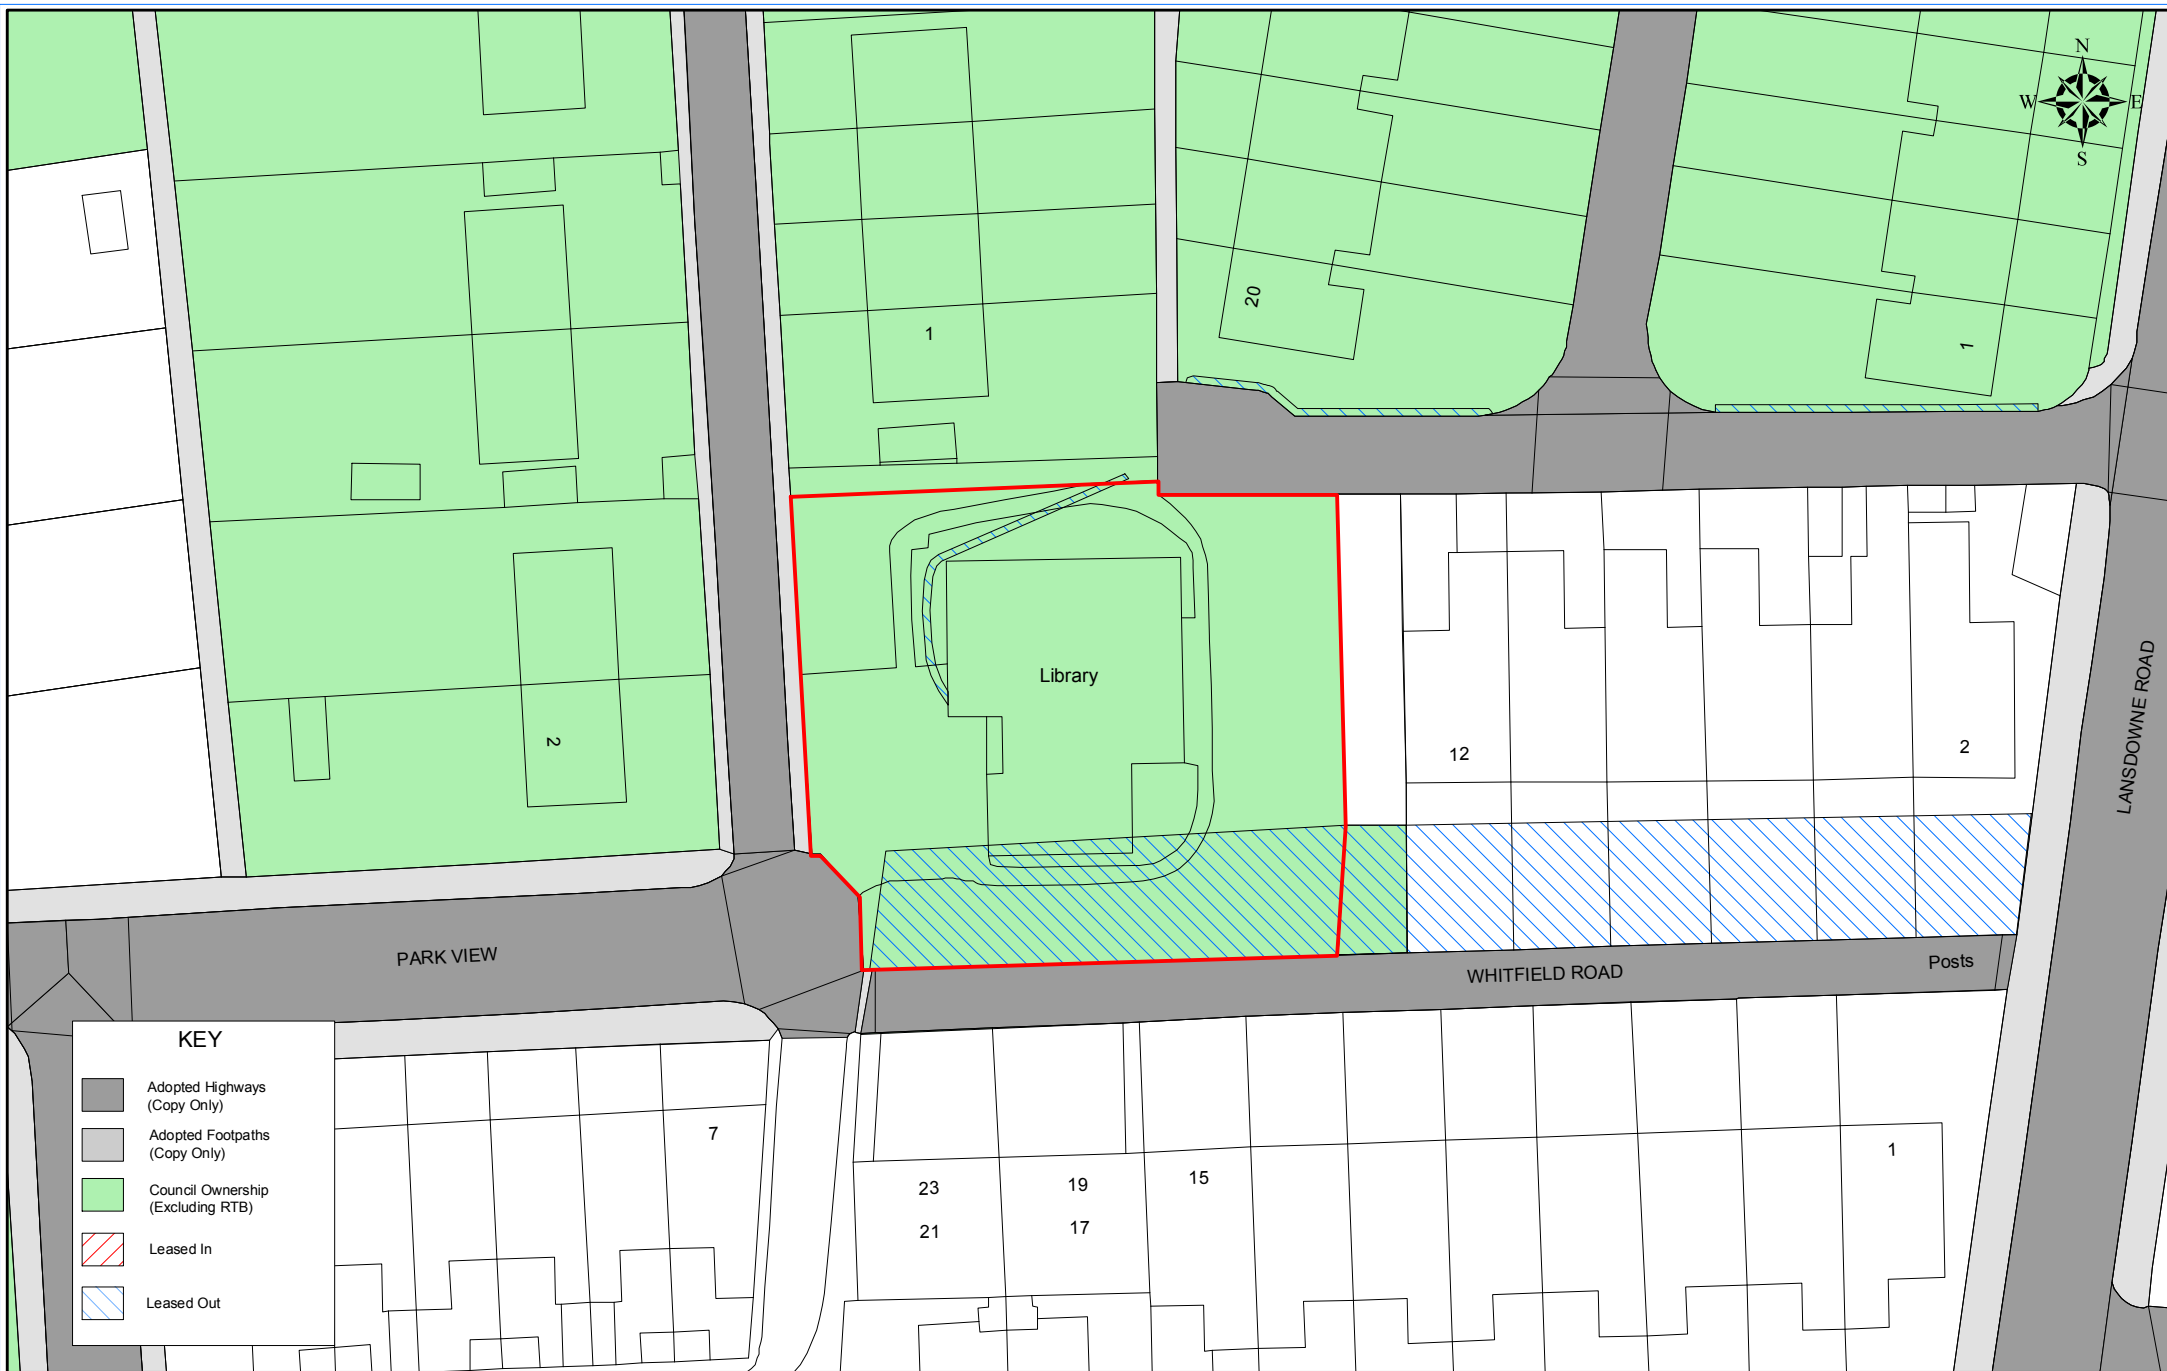 N
W E
S
20
1
1
Library
2
12
2
LANSDOWNE ROAD
PARK VIEW
WHITFIELD ROAD
Posts
KEY
Adopted Highways
(Copy Only)
Adopted Footpaths
(Copy Only)
Council Ownership
(Excluding RTB)
Leased In
Leased Out
7
23
19
15
1
21
17